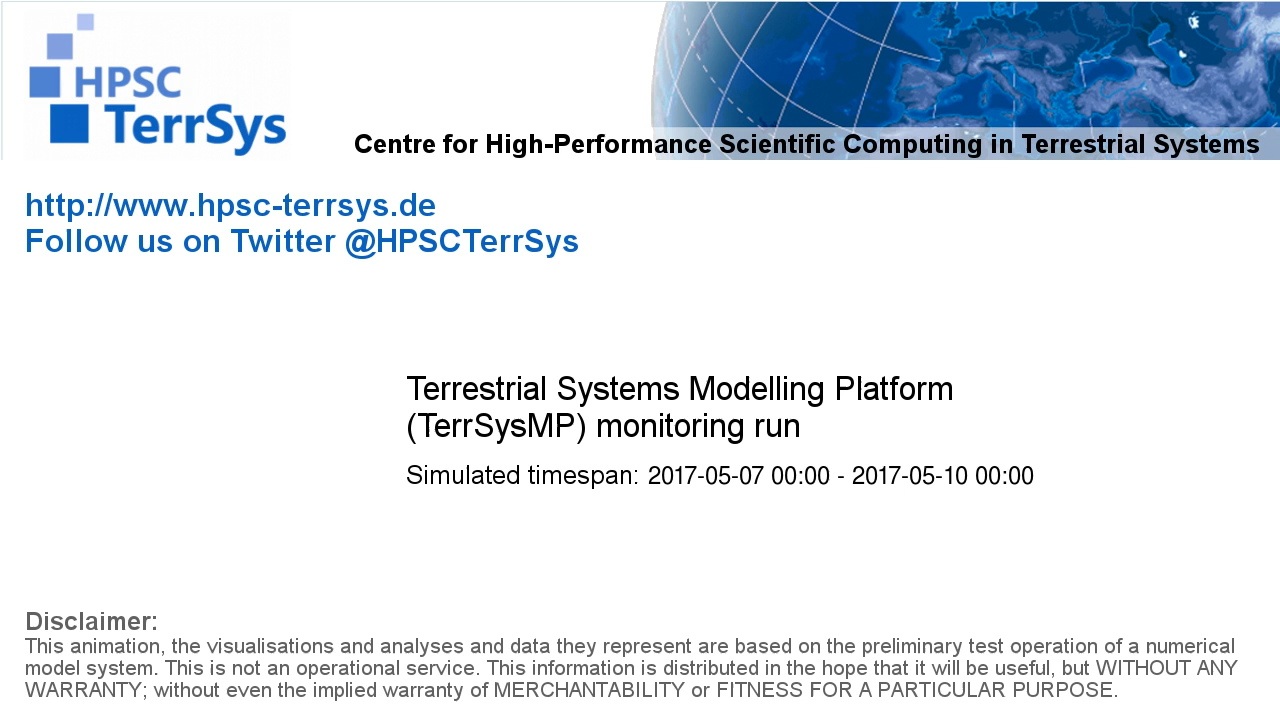 HPSC
TerrSys
Centre for High-Performance Scientific Computing in Terrestrial Systems
http://www.hpsc-terrsys.de
Follow us on Twitter @HPSCTerrSys
Terrestrial Systems Modelling Platform
(TerrSysMP) monitoring run
Simulated timespan: 2017-05-07 00:00 - 2017-05-10 00:00
Disclaimer:
This animation, the visualisations and analyses and data they represent are based on the preliminary test operation of a numerical
model system. This is not an operational service. This information is distributed in the hope that it will be useful, but WITHOUT ANY
WARRANTY; without even the implied warranty of MERCHANTABILITY or FITNESS FOR A PARTICULAR PURPOSE.